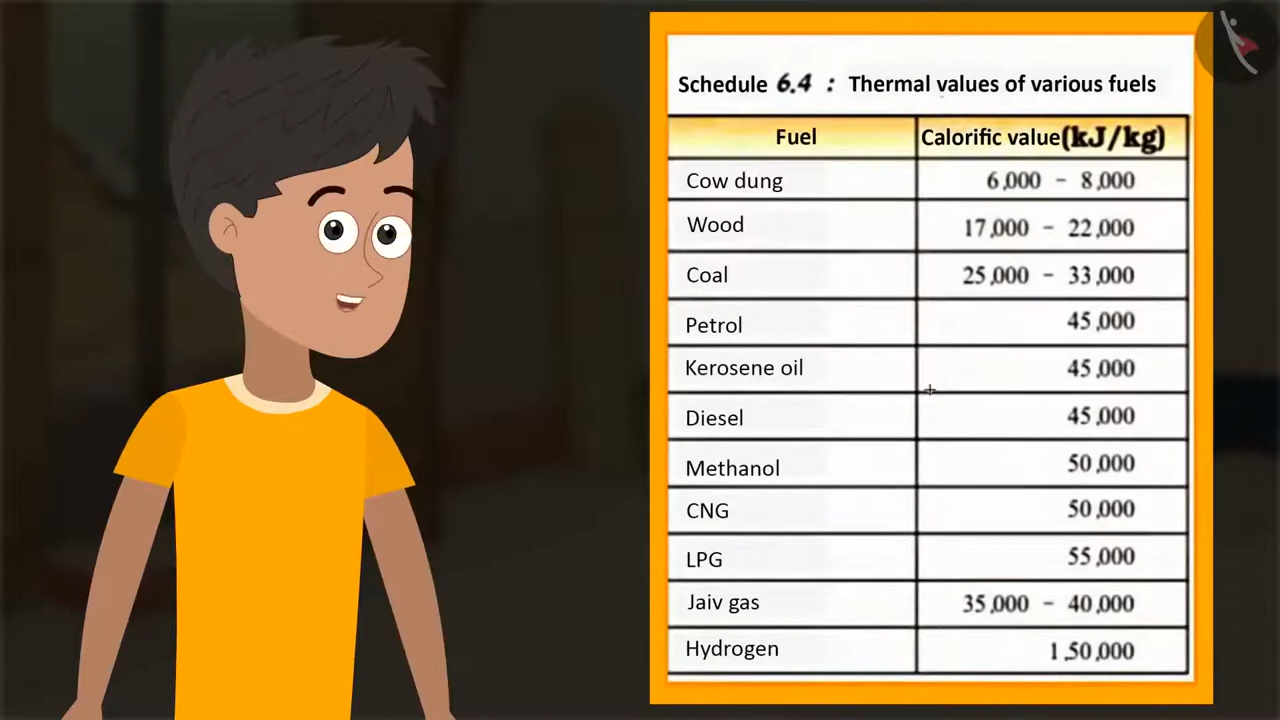 Schedule 6.4 : Thermal values of various fuels
Fuel Calorific value(kJ/kg)
Cow dung 6,000 - 8,000
Wood 17,000 - 22,000
Coal 25,000 - 33,000
Petrol 45,000
Kerosene oil 45,000
Diesel 45,000
Methanol 50,000
CNG 50,000
LPG 55,000
Jaiv gas 35,000 - 40,000
Hydrogen 1,50,000